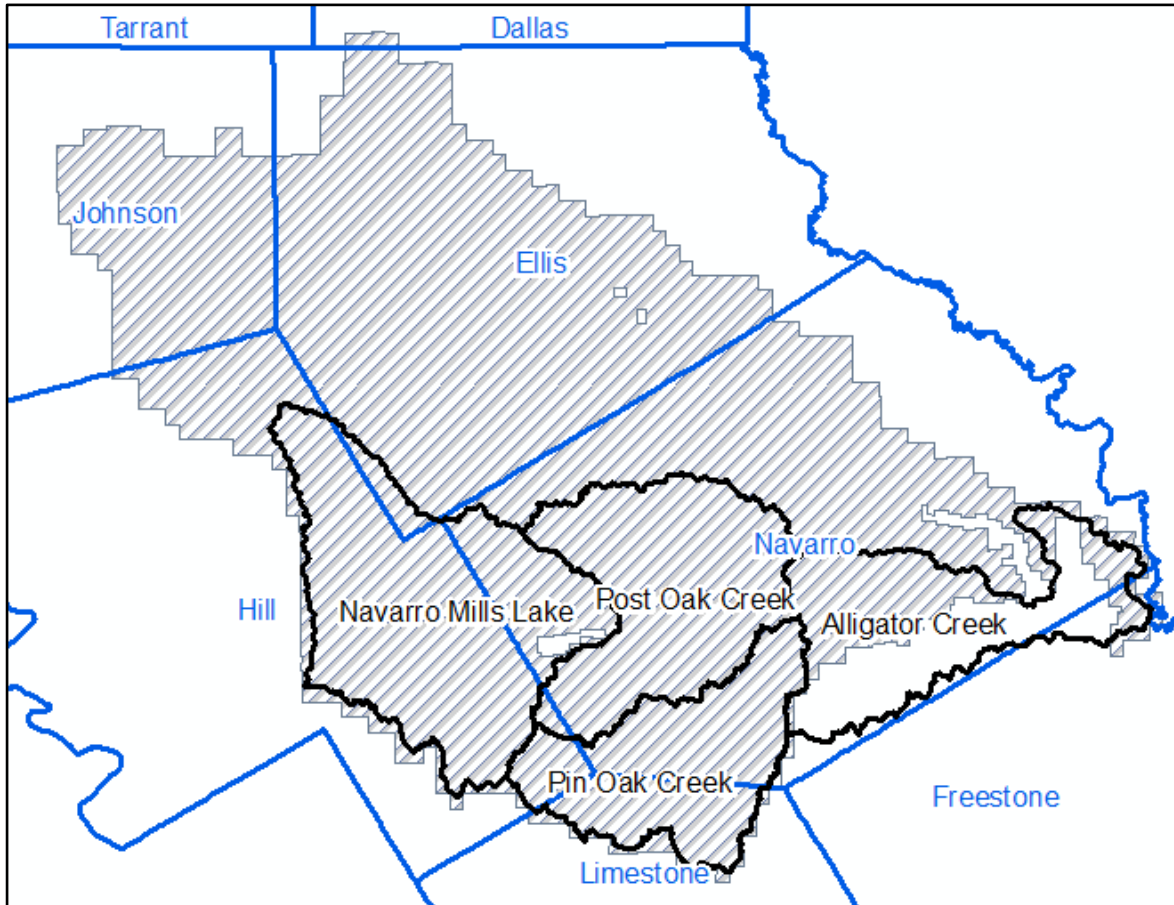 Tarrant
Dallas
Johnson
Ellis
Navarro
Hill
Navarro Mills Lake
Post Oak Creek
Alligator Creek
Pin Oak Creek
Freestone
Limestone